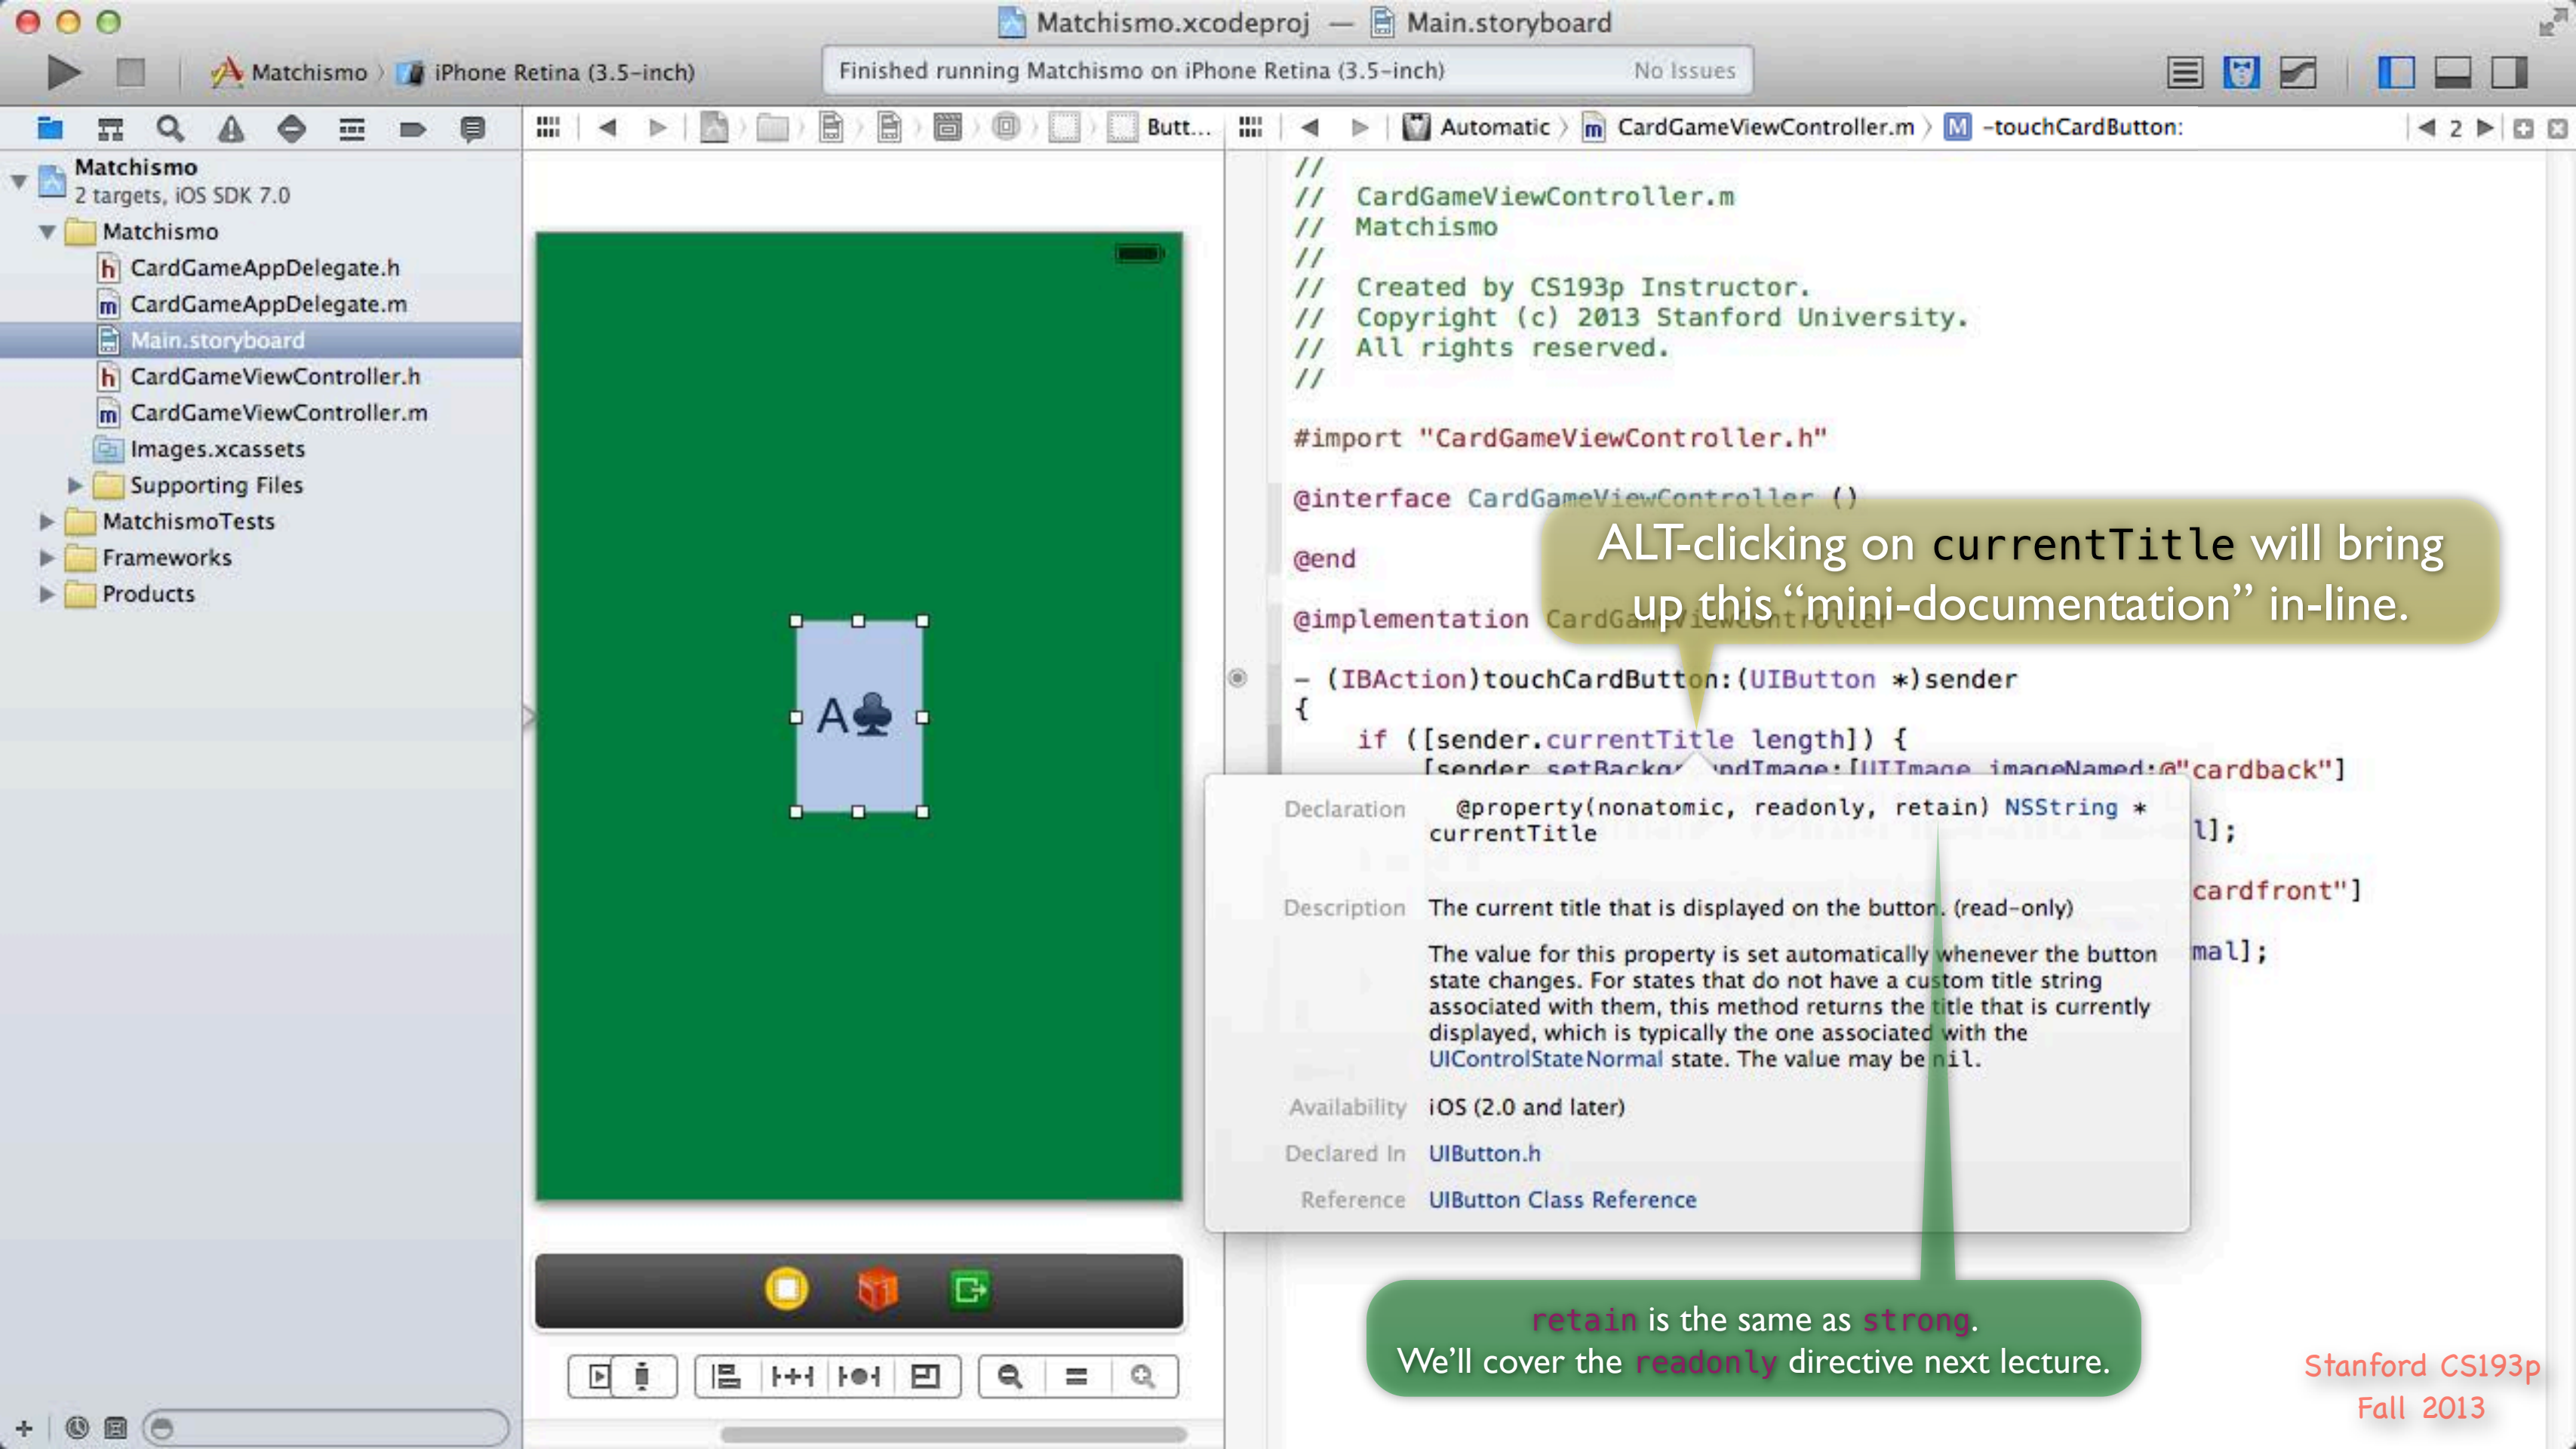 Matchismo.xcodeproj — Main.storyboard
Matchismo
iPhone Retina (3.5-inch)
Finished running Matchismo on iPhone Retina (3.5-inch)
No Issues
Butt...
Automatic
CardGameViewController.m
M -touchCardButton:
2
Matchismo
2 targets, iOS SDK 7.0
Matchismo
h CardGameAppDelegate.h
m CardGameAppDelegate.m
Main.storyboard
h CardGameViewController.h
m CardGameViewController.m
Images.xcassets
Supporting Files
MatchismoTests
Frameworks
Products
A♣
//
// CardGameViewController.m
// Matchismo
//
// Created by CS193p Instructor.
// Copyright (c) 2013 Stanford University.
// All rights reserved.
//
#import "CardGameViewController.h"
@interface CardGameViewController ()
@end
@implementation CardGameViewController
- (IBAction)touchCardButton:(UIButton *)sender
{
if ([sender.currentTitle length]) {
[sender setBackgroundImage:[UIImage imageNamed:@"cardback"]
l];
cardfront"]
mal];
ALT-clicking on currentTitle will bring
up this “mini-documentation” in-line.
Declaration @property(nonatomic, readonly, retain) NSString *
currentTitle
Description The current title that is displayed on the button. (read-only)
The value for this property is set automatically whenever the button
state changes. For states that do not have a custom title string
associated with them, this method returns the title that is currently
displayed, which is typically the one associated with the
UIControlStateNormal state. The value may be nil.
Availability iOS (2.0 and later)
Declared In UIButton.h
Reference UIButton Class Reference
retain is the same as strong.
We’ll cover the readonly directive next lecture.
Stanford CS193p
Fall 2013